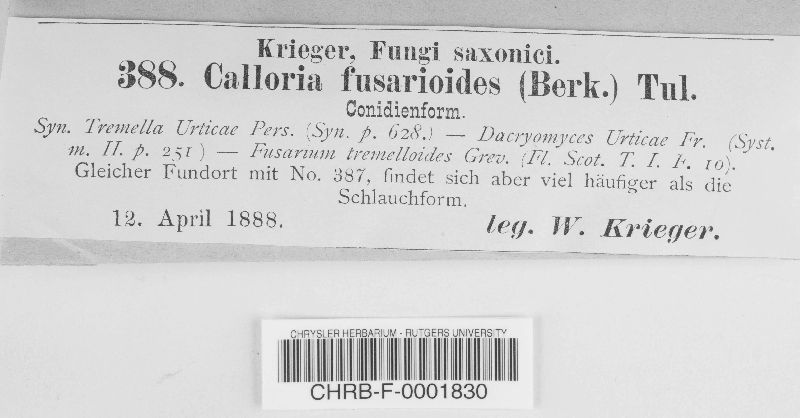 Krieger, Fungi saxonici.
388. Calloria fusarioides (Berk.) Tul.
Conidienform.
Syn. Tremella Urticae Pers. (Syn. p. 628.) — Dacryomyces Urticae Fr. (Syst.
m. II. p. 251) — Fusarium tremelloides Grev. (Fl. Scot. T. I. F. 10).
Gleicher Fundort mit No. 387, findet sich aber viel häufiger als die
Schlauchform.
12. April 1888. leg. W. Krieger.
CHRYSLER HERBARIUM - RUTGERS UNIVERSITY
CHRB-F-0001830